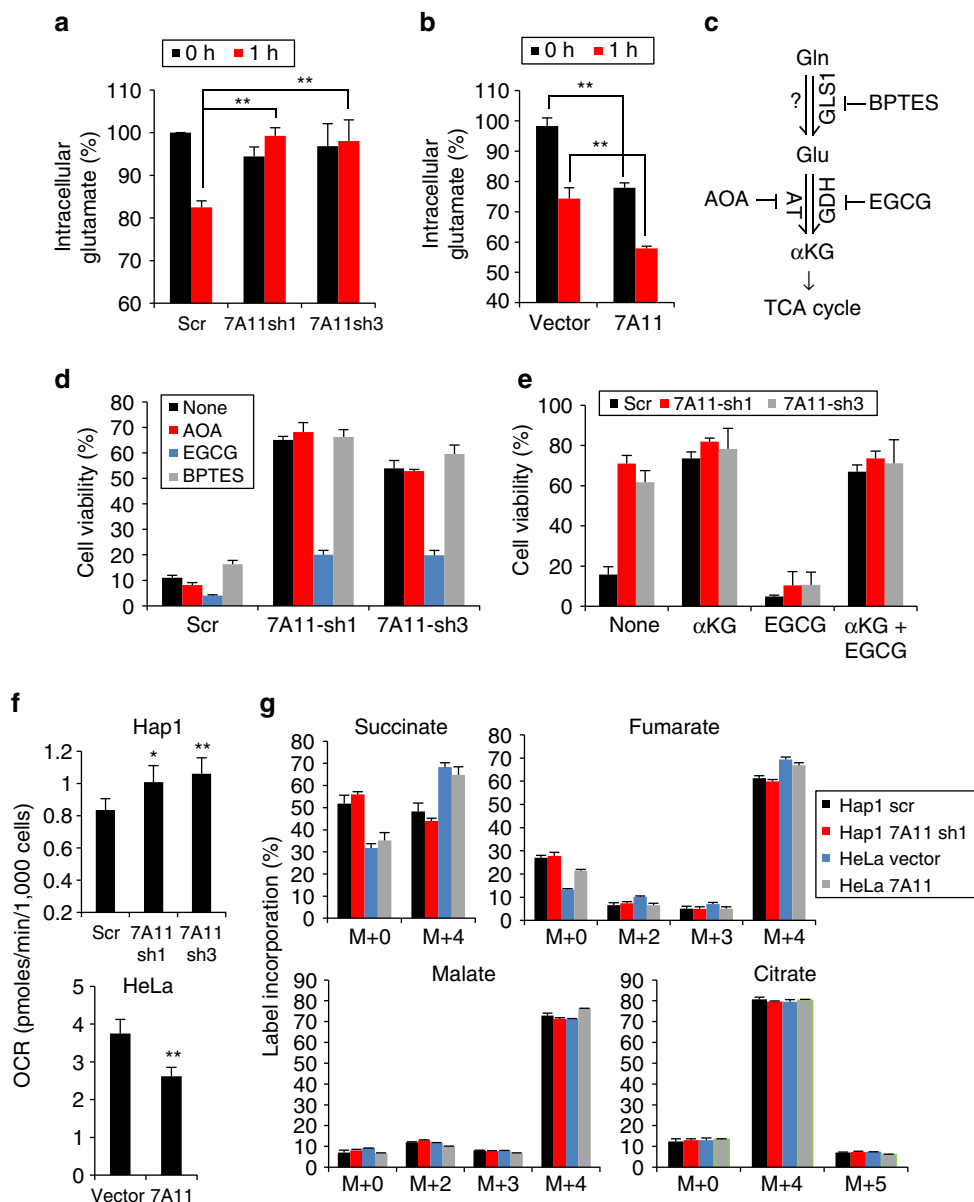 a
0 h 1 h
**
**
Intracellular
glutamate (%)
110
100
90
80
70
60
Scr 7A11sh1 7A11sh3
b
0 h 1 h
**
**
Intracellular
glutamate (%)
110
100
90
80
70
60
50
40
Vector 7A11
c
Gln
? GLS1 BPTES
Glu
AOA AT GDH EGCG
αKG
↓
TCA cycle
d
None
AOA
EGCG
BPTES
Cell viability (%)
80
70
60
50
40
30
20
10
0
Scr 7A11-sh1 7A11-sh3
e
Scr 7A11-sh1 7A11-sh3
Cell viability (%)
100
80
60
40
20
0
None αKG EGCG αKG +
EGCG
f
Hap1
OCR (pmoles/min/1,000 cells)
1.2
1
0.8
0.6
0.4
0.2
* **
Scr 7A11 7A11
sh1 sh3
HeLa
5
4
3
2
1
0
**
Vector 7A11
g
Label incorporation (%)
Succinate
80
70
60
50
40
30
20
10
0
M+0 M+4
Fumarate
80
70
60
50
40
30
20
10
0
M+0 M+2 M+3 M+4
Hap1 scr
Hap1 7A11 sh1
HeLa vector
HeLa 7A11
Malate
90
80
70
60
50
40
30
20
10
0
M+0 M+2 M+3 M+4
Citrate
90
80
70
60
50
40
30
20
10
0
M+0 M+4 M+5